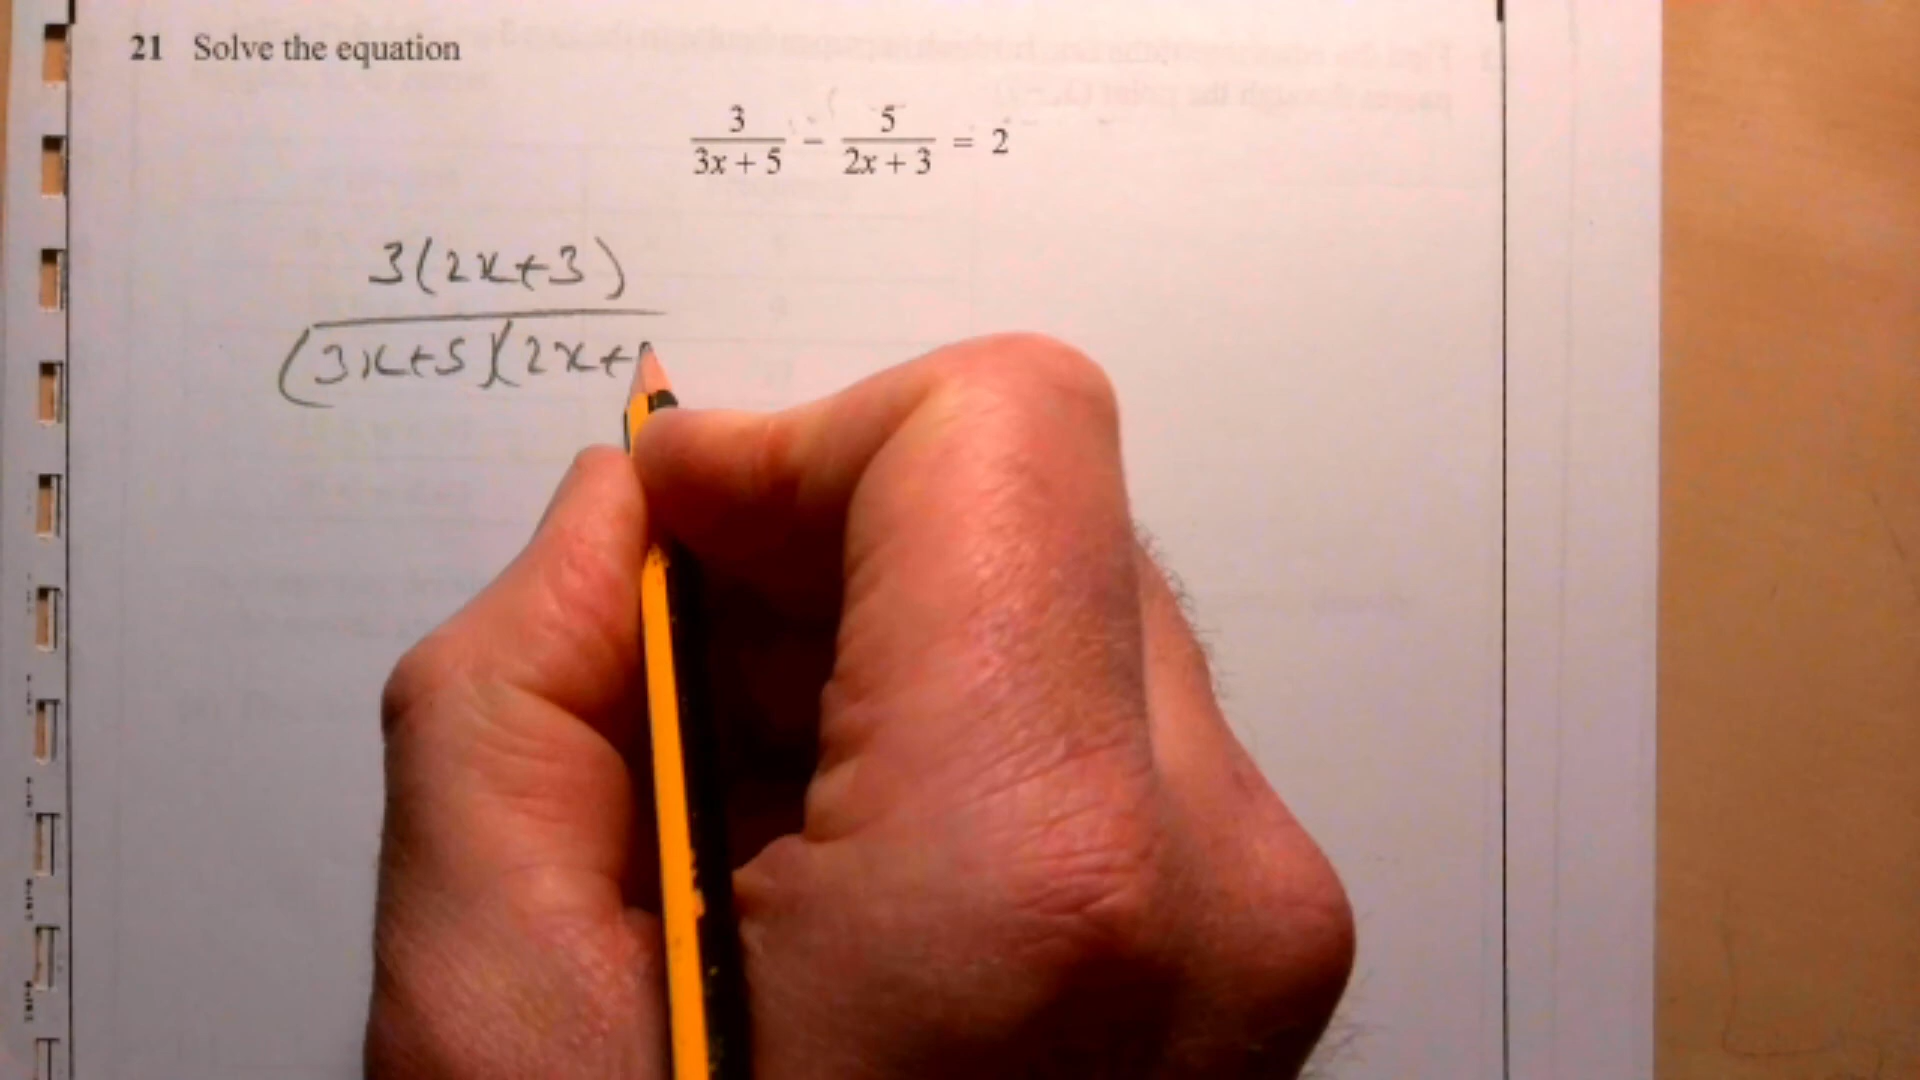 21 Solve the equation
3 5
3x + 5 − 2x + 3 = 2
3(2x+3)
(3x+5)(2x+